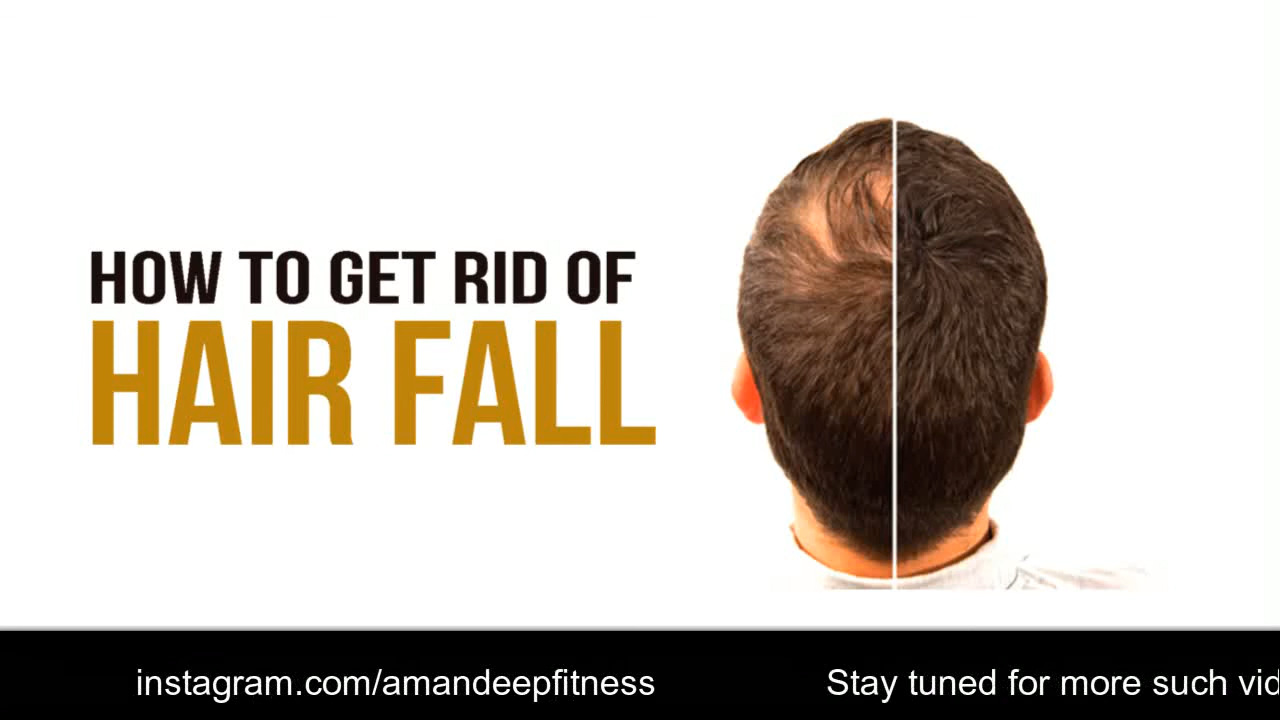 HOW TO GET RID OF
HAIR FALL
instagram.com/amandeepfitness
Stay tuned for more such